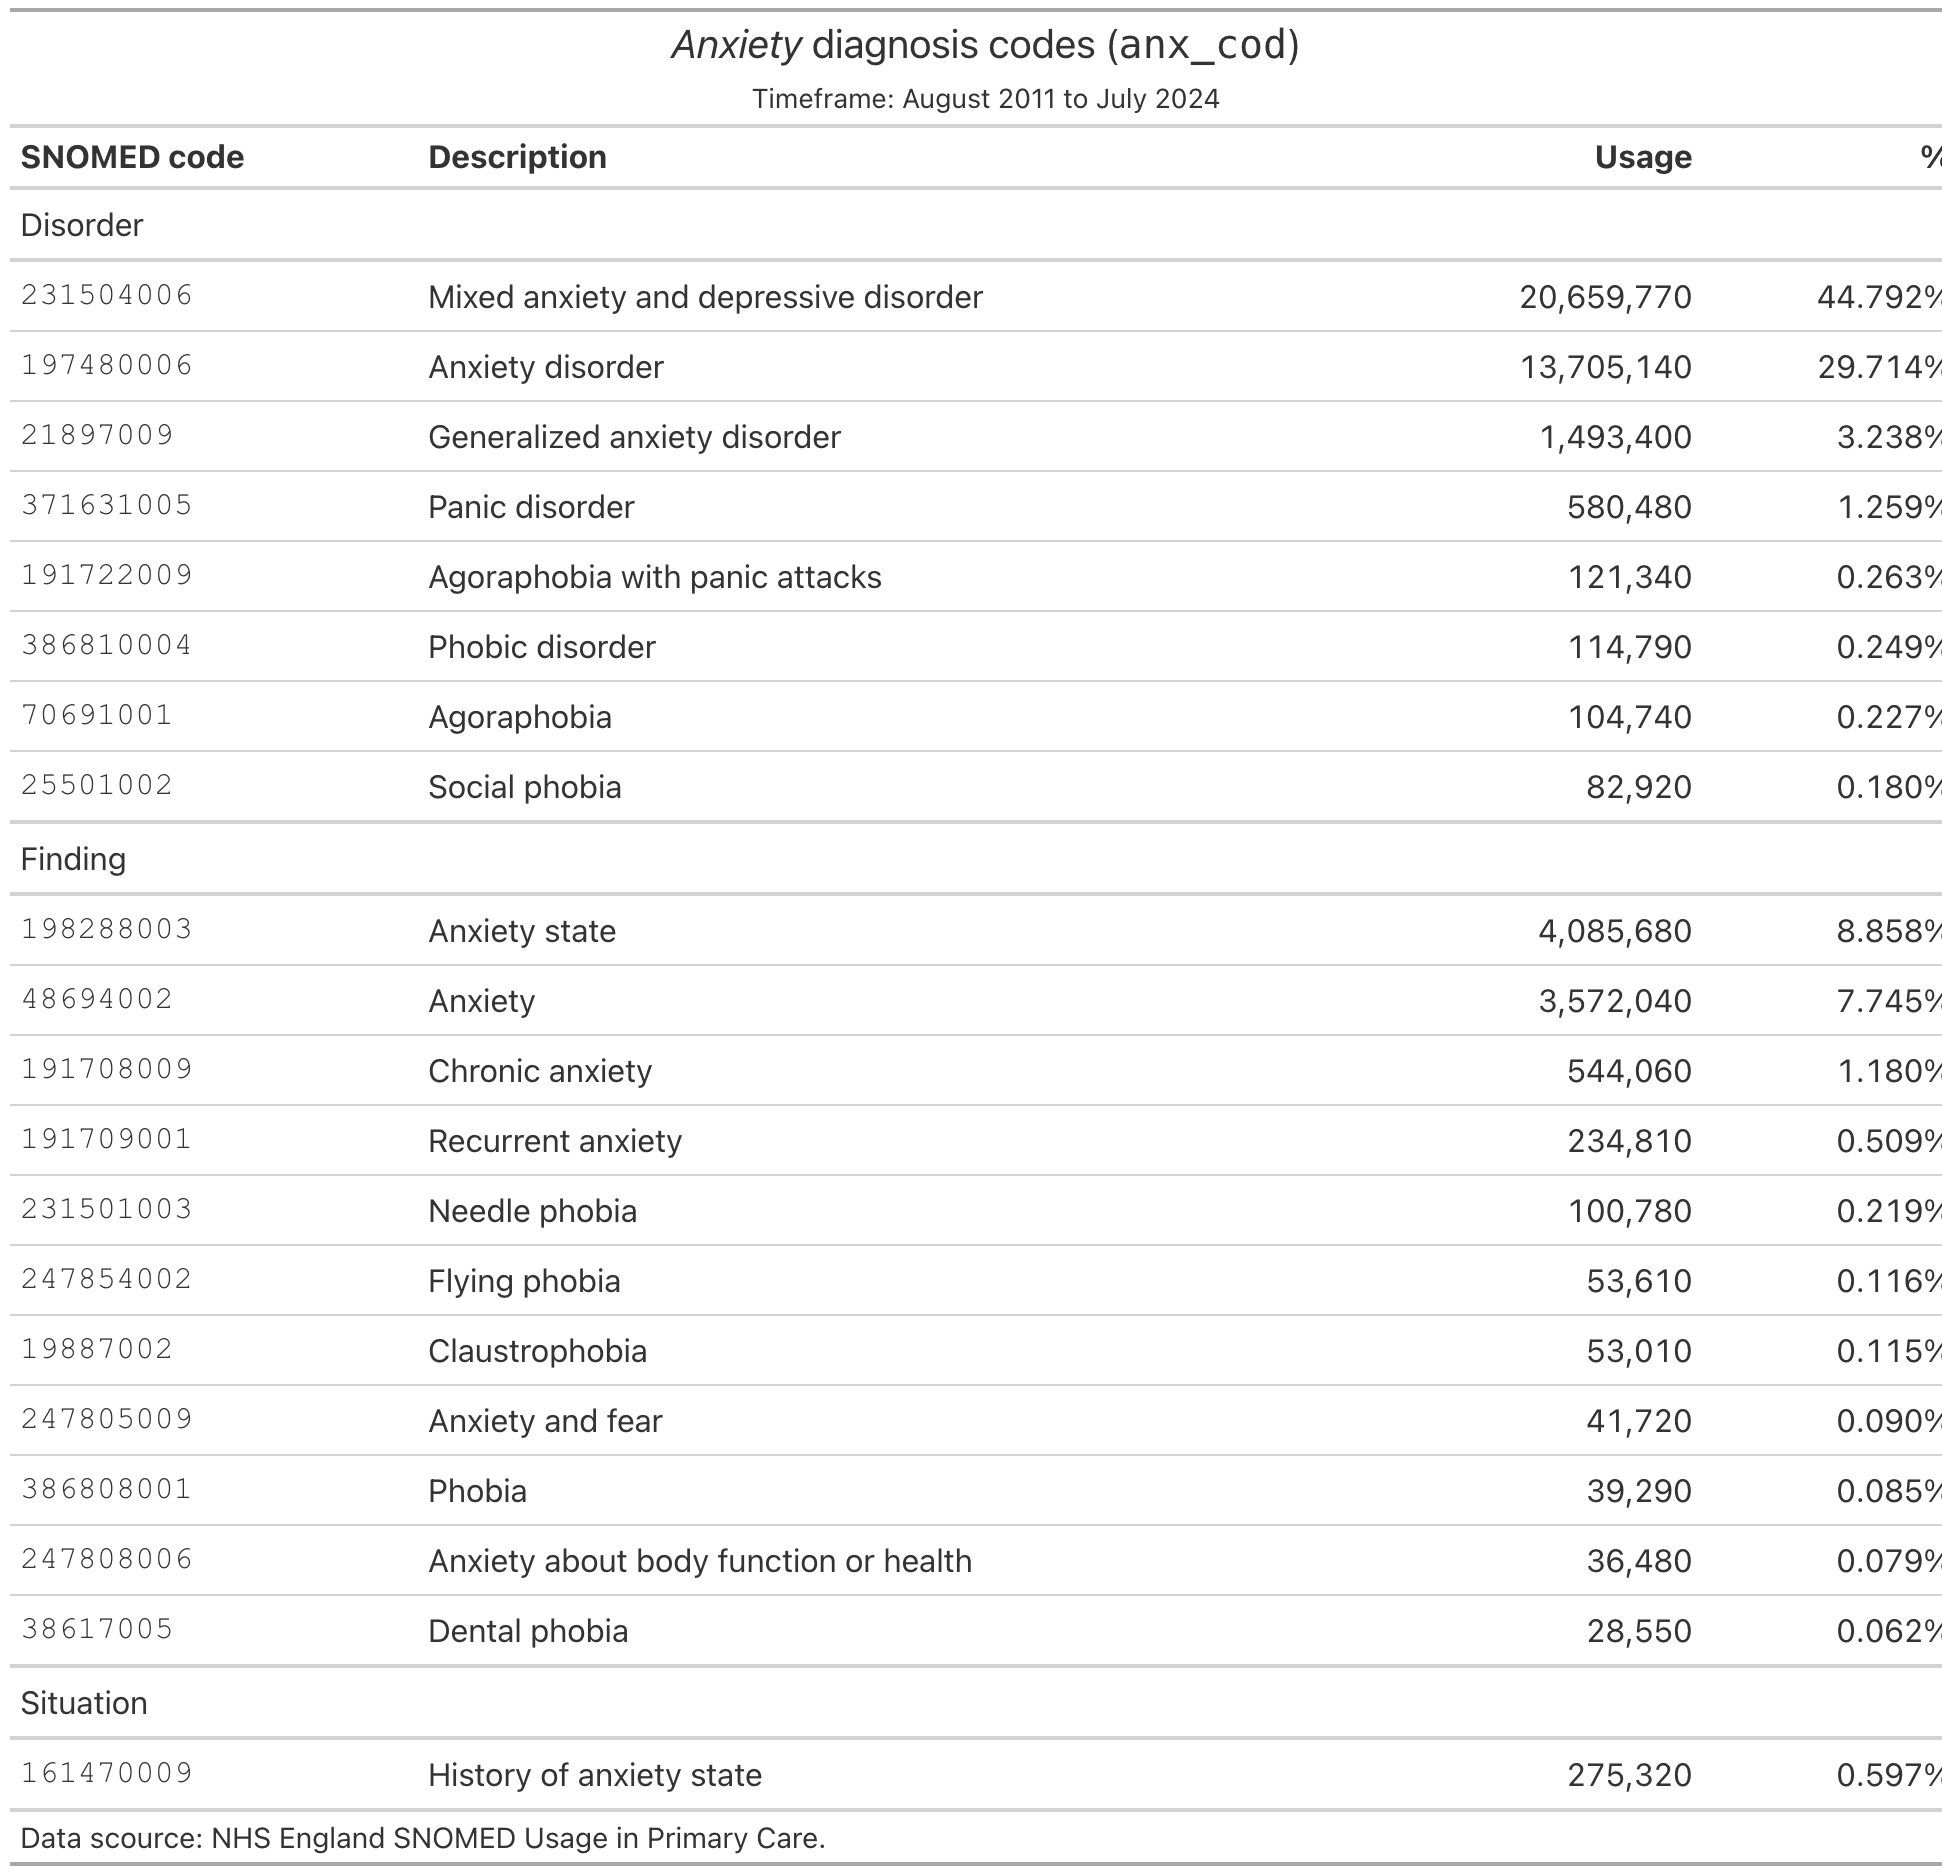 Anxiety diagnosis codes (anx_cod)
Timeframe: August 2011 to July 2024
SNOMED code Description Usage %
Disorder
231504006 Mixed anxiety and depressive disorder 20,659,770 44.792%
197480006 Anxiety disorder 13,705,140 29.714%
21897009 Generalized anxiety disorder 1,493,400 3.238%
371631005 Panic disorder 580,480 1.259%
191722009 Agoraphobia with panic attacks 121,340 0.263%
386810004 Phobic disorder 114,790 0.249%
70691001 Agoraphobia 104,740 0.227%
25501002 Social phobia 82,920 0.180%
Finding
198288003 Anxiety state 4,085,680 8.858%
48694002 Anxiety 3,572,040 7.745%
191708009 Chronic anxiety 544,060 1.180%
191709001 Recurrent anxiety 234,810 0.509%
231501003 Needle phobia 100,780 0.219%
247854002 Flying phobia 53,610 0.116%
19887002 Claustrophobia 53,010 0.115%
247805009 Anxiety and fear 41,720 0.090%
386808001 Phobia 39,290 0.085%
247808006 Anxiety about body function or health 36,480 0.079%
38617005 Dental phobia 28,550 0.062%
Situation
161470009 History of anxiety state 275,320 0.597%
Data scource: NHS England SNOMED Usage in Primary Care.